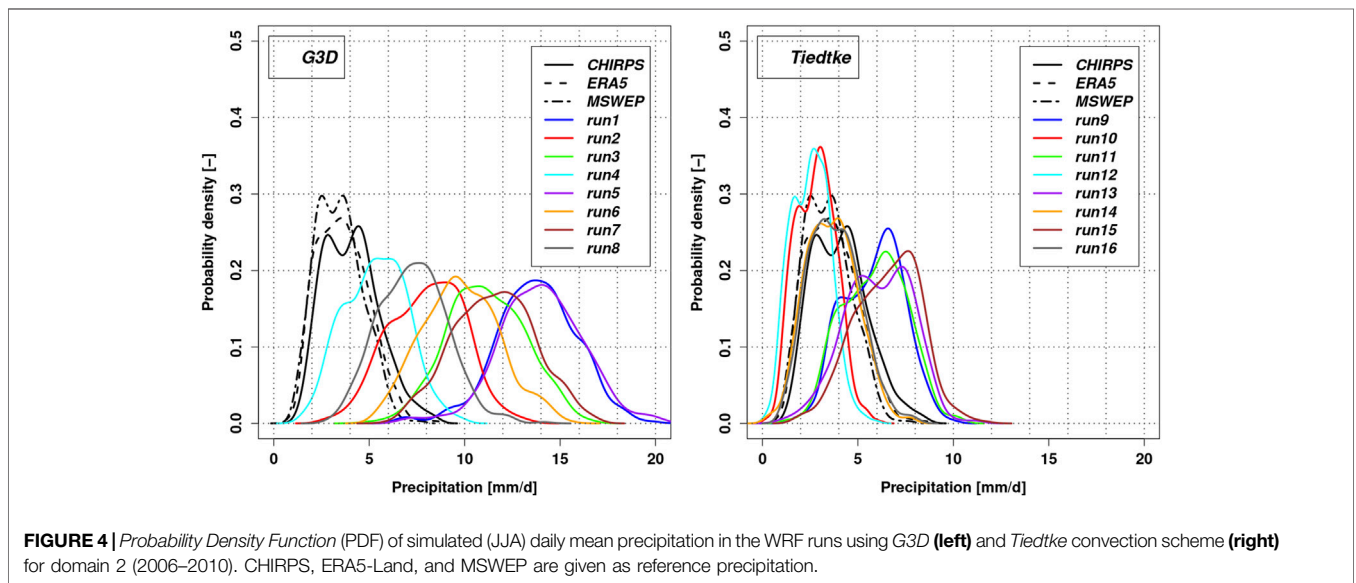 G3D
CHIRPS
ERA5
MSWEP
run1
run2
run3
run4
run5
run6
run7
run8
Probability density [−]
0.0
0.1
0.2
0.3
0.4
0.5
0 5 10 15 20
Precipitation [mm/d]
Tiedtke
CHIRPS
ERA5
MSWEP
run9
run10
run11
run12
run13
run14
run15
run16
Probability density [−]
0.0
0.1
0.2
0.3
0.4
0.5
0 5 10 15 20
Precipitation [mm/d]
FIGURE 4 | Probability Density Function (PDF) of simulated (JJA) daily mean precipitation in the WRF runs using G3D (left) and Tiedtke convection scheme (right)
for domain 2 (2006–2010). CHIRPS, ERA5-Land, and MSWEP are given as reference precipitation.